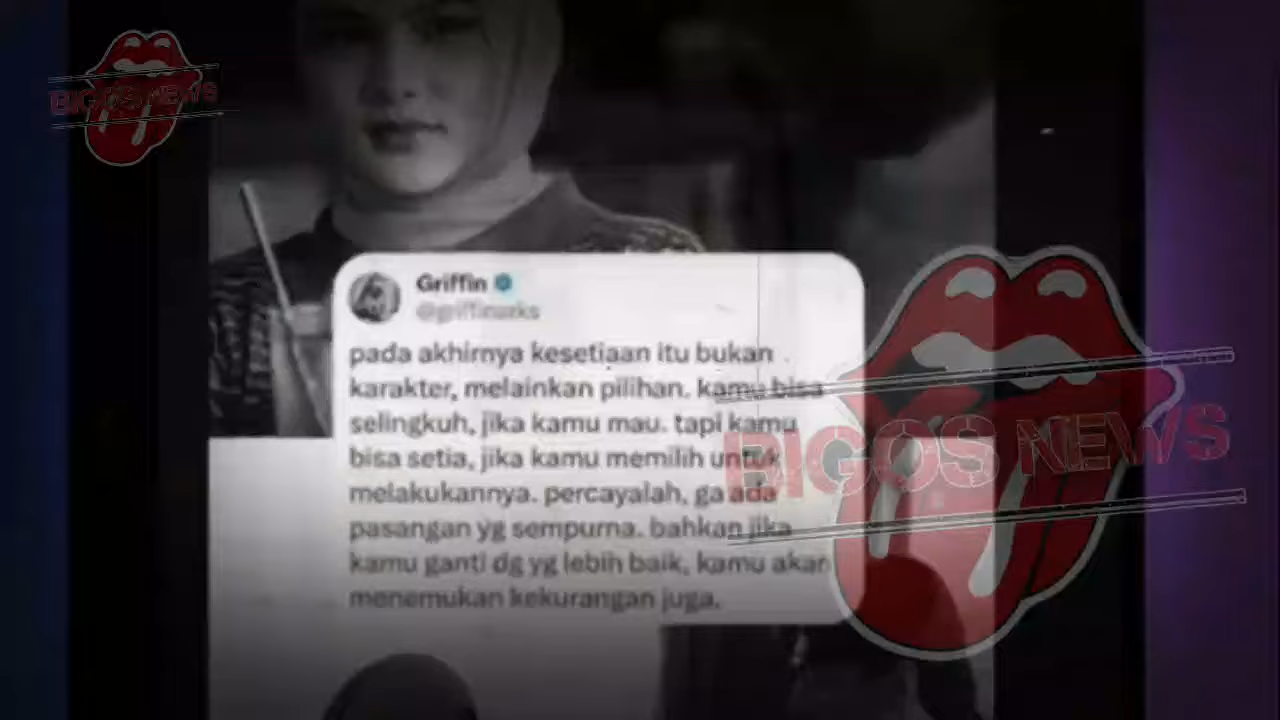 BIGOS NEWS
Griffin
pada akhirnya kesetiaan itu bukan
karakter, melainkan pilihan. kamu bisa
selingkuh, jika kamu mau. tapi kamu
bisa setia, jika kamu memilih untuk
melakukannya. percayalah, ga ada
pasangan yg sempurna. bahkan jika
kamu ganti dg yg lebih baik, kamu akan
menemukan kekurangan juga.
BIGOS NEWS